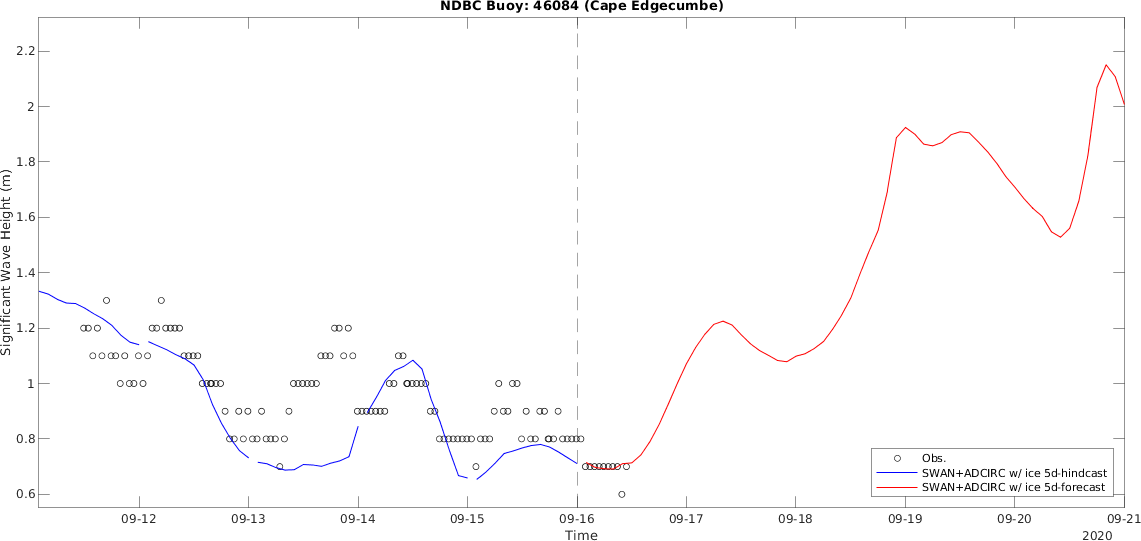 NDBC Buoy: 46084 (Cape Edgecumbe)
Significant Wave Height (m)
2.2
2
1.8
1.6
1.4
1.2
1
0.8
0.6
Obs.
SWAN+ADCIRC w/ ice 5d-hindcast
SWAN+ADCIRC w/ ice 5d-forecast
09-12 09-13 09-14 09-15 09-16 09-17 09-18 09-19 09-20 09-21
Time
2020